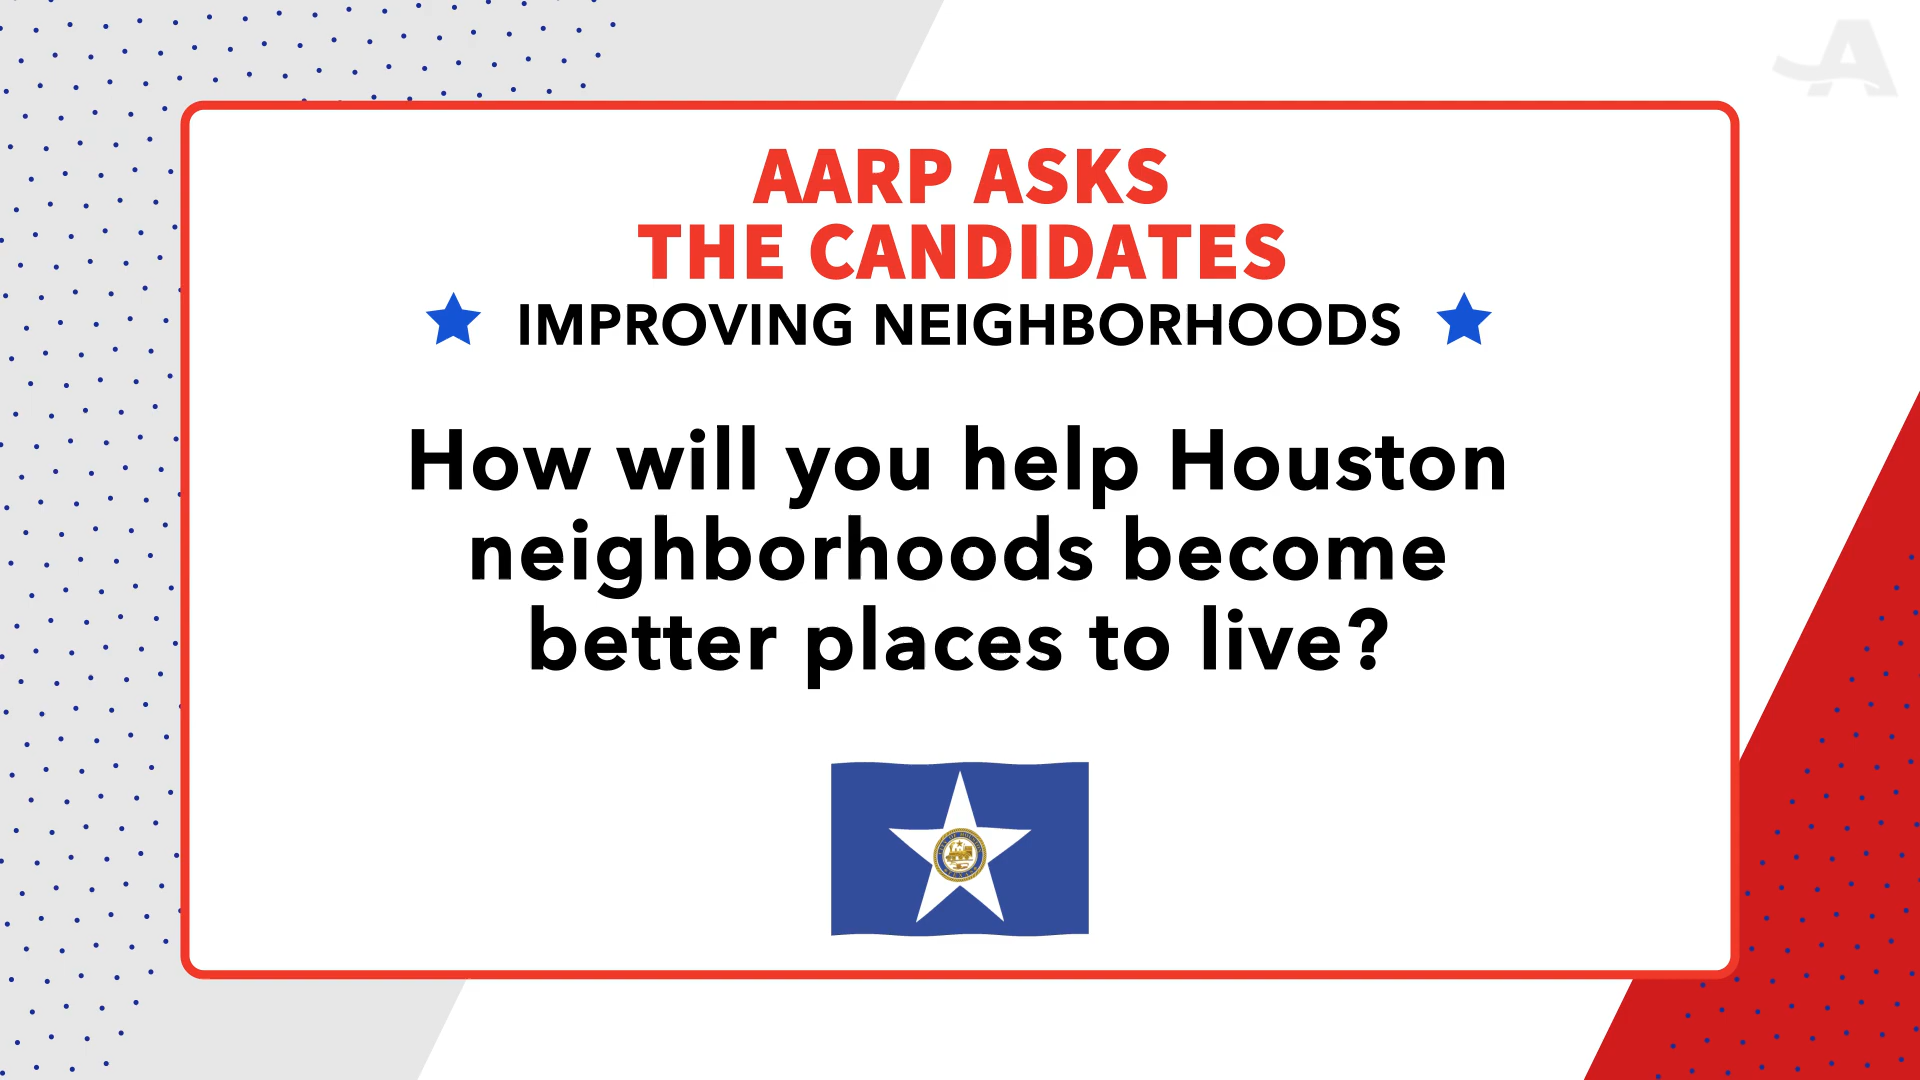 AARP ASKS
THE CANDIDATES
IMPROVING NEIGHBORHOODS
How will you help Houston
neighborhoods become
better places to live?